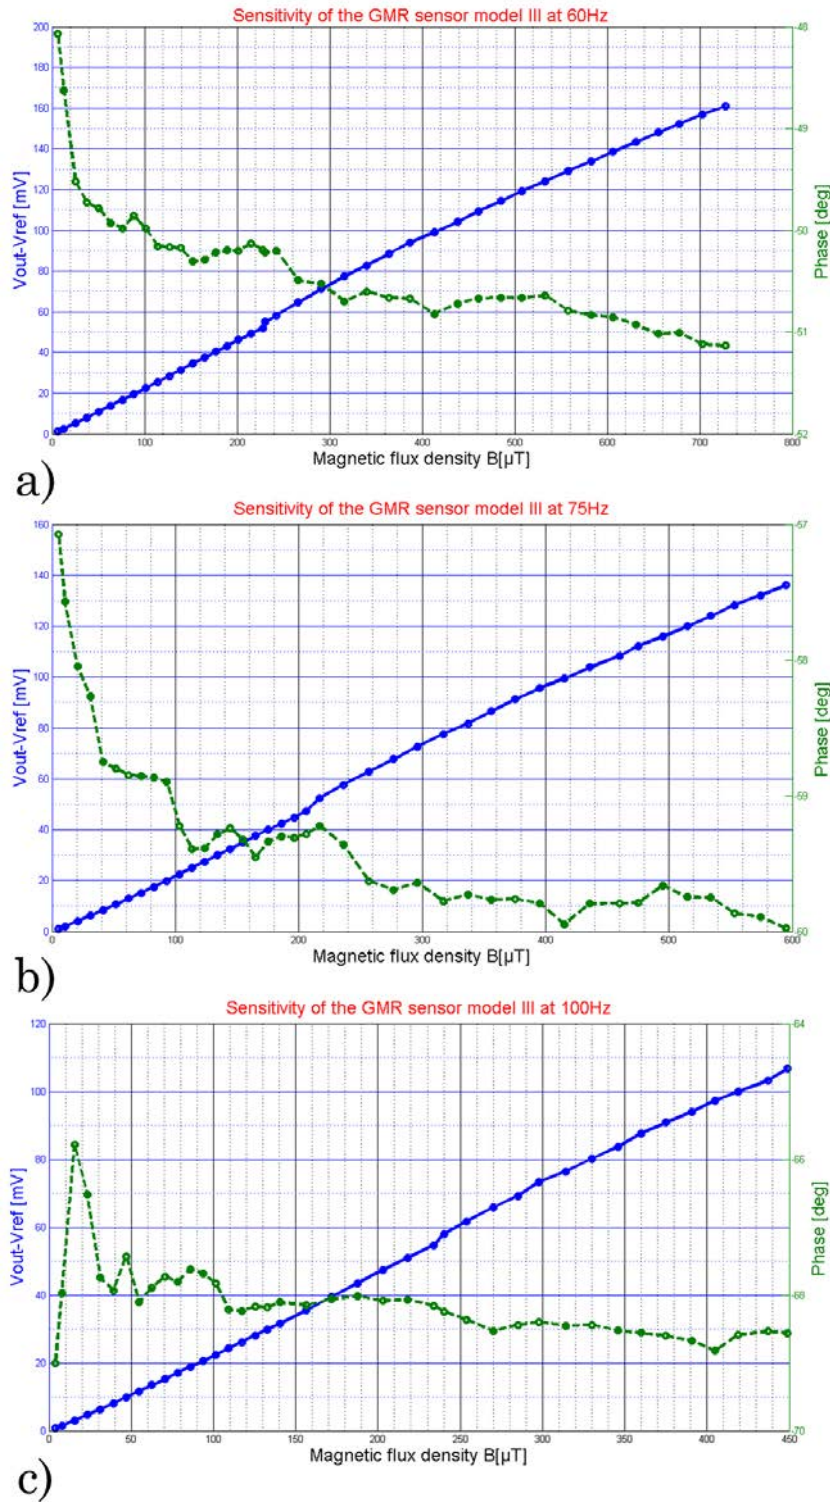 Sensitivity of the GMR sensor model III at 60Hz
200
180
160
140
120
100
80
60
40
20
0
Vout-Vref [mV]
-48
-49
-50
-51
-52
Phase [deg]
0 100 200 300 400 500 600 700 800
Magnetic flux density B[µT]
a)
Sensitivity of the GMR sensor model III at 75Hz
160
140
120
100
80
60
40
20
0
Vout-Vref [mV]
-57
-58
-59
-60
Phase [deg]
0 100 200 300 400 500 600
Magnetic flux density B[µT]
b)
Sensitivity of the GMR sensor model III at 100Hz
120
100
80
60
40
20
0
Vout-Vref [mV]
-64
-65
-68
-70
Phase [deg]
0 50 100 150 200 250 300 350 400 450
Magnetic flux density B[µT]
c)